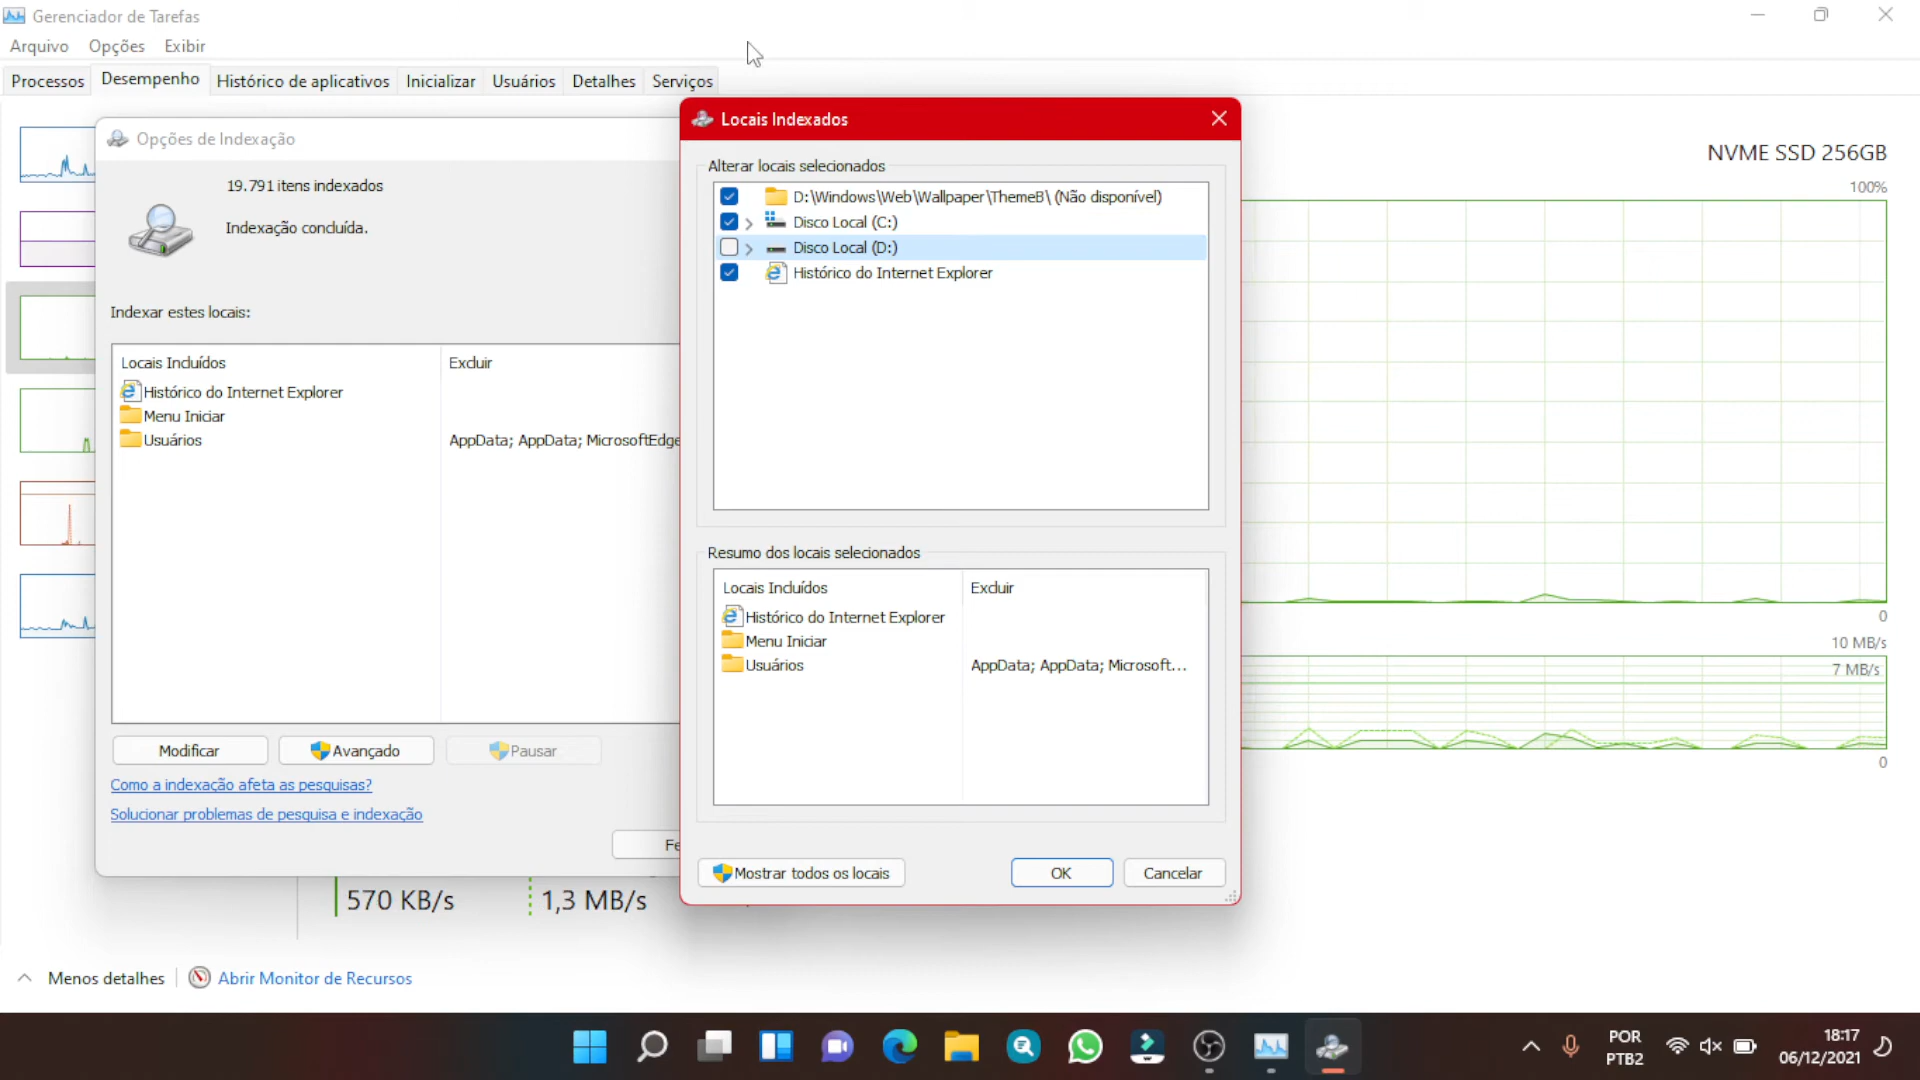 Gerenciador de Tarefas
Arquivo Opções Exibir
Processos Desempenho Histórico de aplicativos Inicializar Usuários Detalhes Serviços
Opções de Indexação
19.791 itens indexados
Indexação concluída.
Indexar estes locais:
Locais Incluídos Excluir
Histórico do Internet Explorer
Menu Iniciar
Usuários AppData; AppData; MicrosoftEdge
Modificar Avançado Pausar
Como a indexação afeta as pesquisas?
Solucionar problemas de pesquisa e indexação
Fe
Locais Indexados
Alterar locais selecionados
D:\Windows\Web\Wallpaper\ThemeB\ (Não disponível)
Disco Local (C:)
Disco Local (D:)
Histórico do Internet Explorer
Resumo dos locais selecionados
Locais Incluídos Excluir
Histórico do Internet Explorer
Menu Iniciar
Usuários AppData; AppData; Microsoft...
Mostrar todos os locais OK Cancelar
NVME SSD 256GB
100%
0
10 MB/s
7 MB/s
0
570 KB/s 1,3 MB/s
Menos detalhes Abrir Monitor de Recursos
POR
PTB2
18:17
06/12/2021